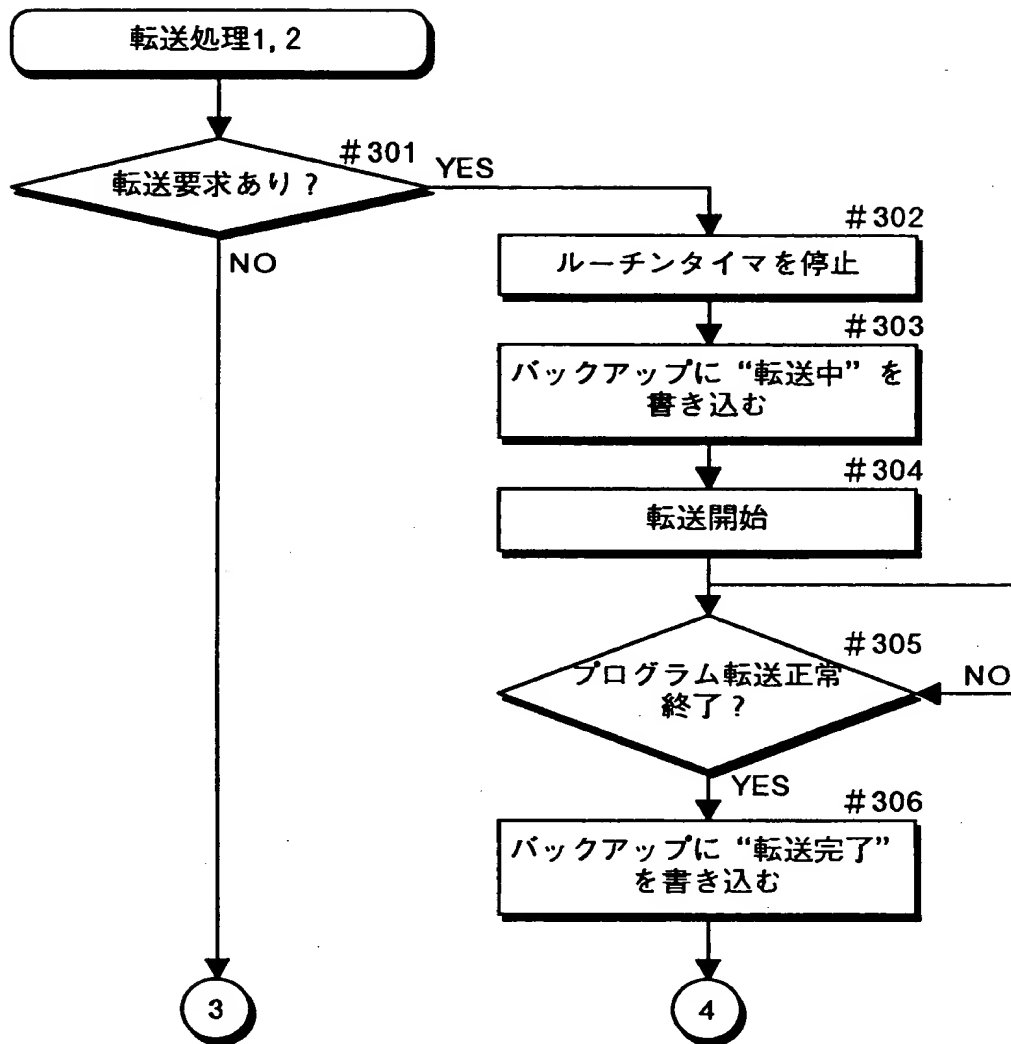 転送処理1, 2
#301
転送要求あり?
YES
NO
#302
ルーチンタイマを停止
#303
バックアップに“転送中”を
書き込む
#304
転送開始
#305
プログラム転送正常
終了?
NO
YES
#306
バックアップに“転送完了”
を書き込む
3
4